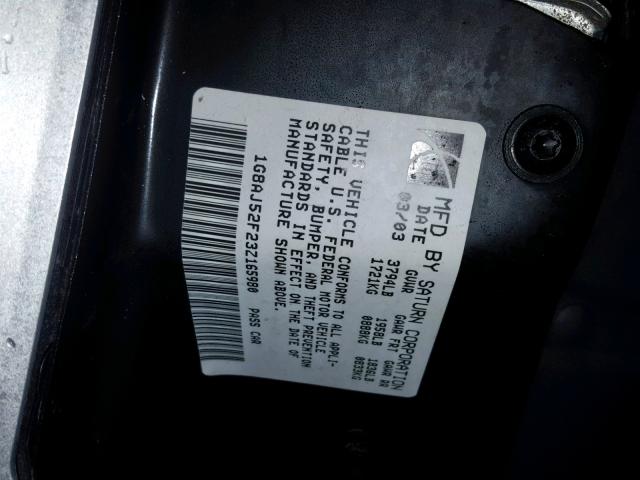 MFD BY SATURN CORPORATION
DATE GVWR GAWR FRT GAWR RR
03/03 3794LB 1958LB 1836LB
1721KG 0888KG 0833KG
THIS VEHICLE CONFORMS TO ALL APPLI-
CABLE U.S. FEDERAL MOTOR VEHICLE
SAFETY, BUMPER, AND THEFT PREVENTION
STANDARDS IN EFFECT ON THE DATE OF
MANUFACTURE SHOWN ABOVE.
1G8AJ52F23Z165980 PASS CAR